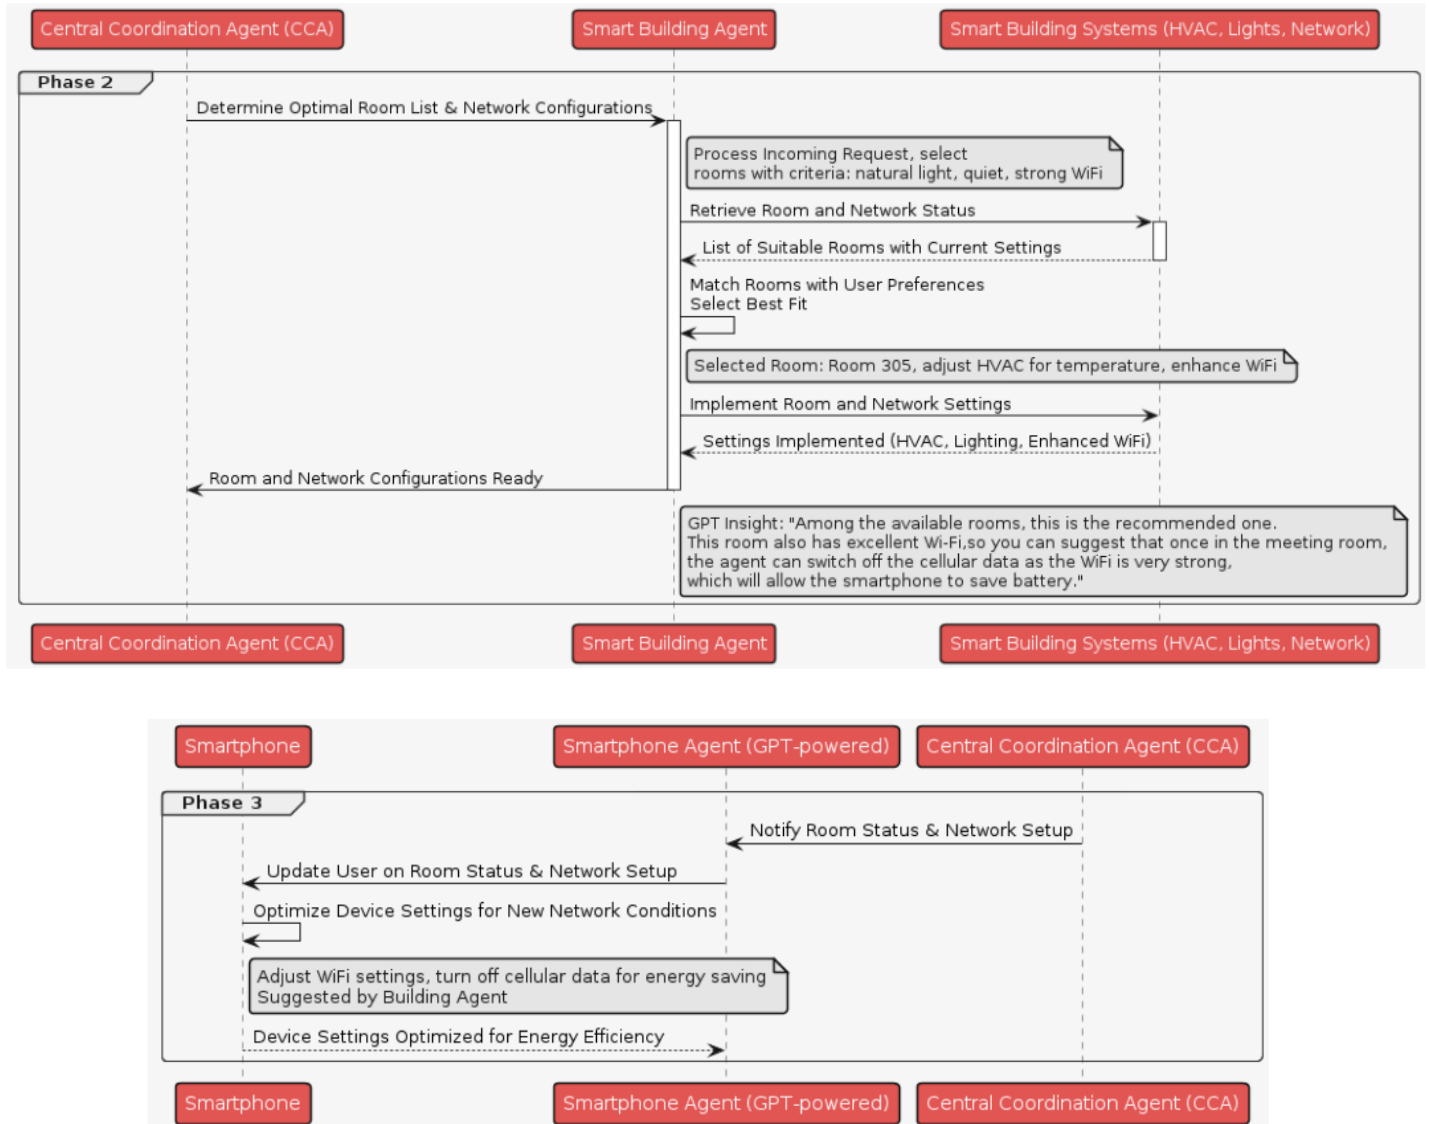 Central Coordination Agent (CCA)
Smart Building Agent
Smart Building Systems (HVAC, Lights, Network)
Phase 2
Determine Optimal Room List & Network Configurations
Process Incoming Request, select
rooms with criteria: natural light, quiet, strong WiFi
Retrieve Room and Network Status
List of Suitable Rooms with Current Settings
Match Rooms with User Preferences
Select Best Fit
Selected Room: Room 305, adjust HVAC for temperature, enhance WiFi
Implement Room and Network Settings
Settings Implemented (HVAC, Lighting, Enhanced WiFi)
Room and Network Configurations Ready
GPT Insight: "Among the available rooms, this is the recommended one.
This room also has excellent Wi-Fi,so you can suggest that once in the meeting room,
the agent can switch off the cellular data as the WiFi is very strong,
which will allow the smartphone to save battery."
Central Coordination Agent (CCA)
Smart Building Agent
Smart Building Systems (HVAC, Lights, Network)
Smartphone
Smartphone Agent (GPT-powered)
Central Coordination Agent (CCA)
Phase 3
Notify Room Status & Network Setup
Update User on Room Status & Network Setup
Optimize Device Settings for New Network Conditions
Adjust WiFi settings, turn off cellular data for energy saving
Suggested by Building Agent
Device Settings Optimized for Energy Efficiency
Smartphone
Smartphone Agent (GPT-powered)
Central Coordination Agent (CCA)